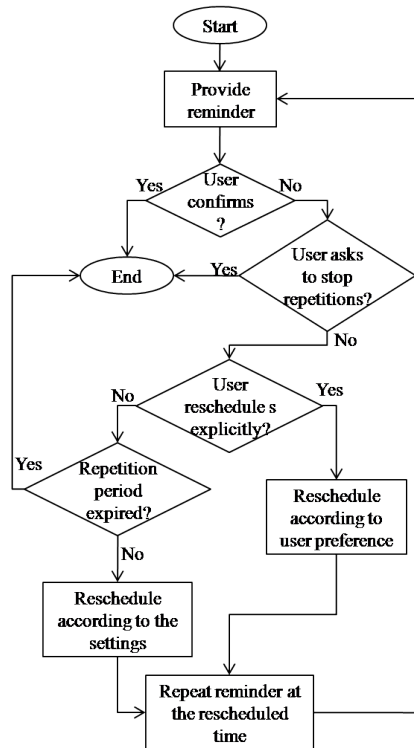 Start
Provide
reminder
Yes
User
confirms
?
No
End
Yes
User asks
to stop
repetitions?
No
No
User
reschedule s
explicitly?
Yes
Yes
Repetition
period
expired?
No
Reschedule
according to
user preference
Reschedule
according to the
settings
Repeat reminder at
the rescheduled
time